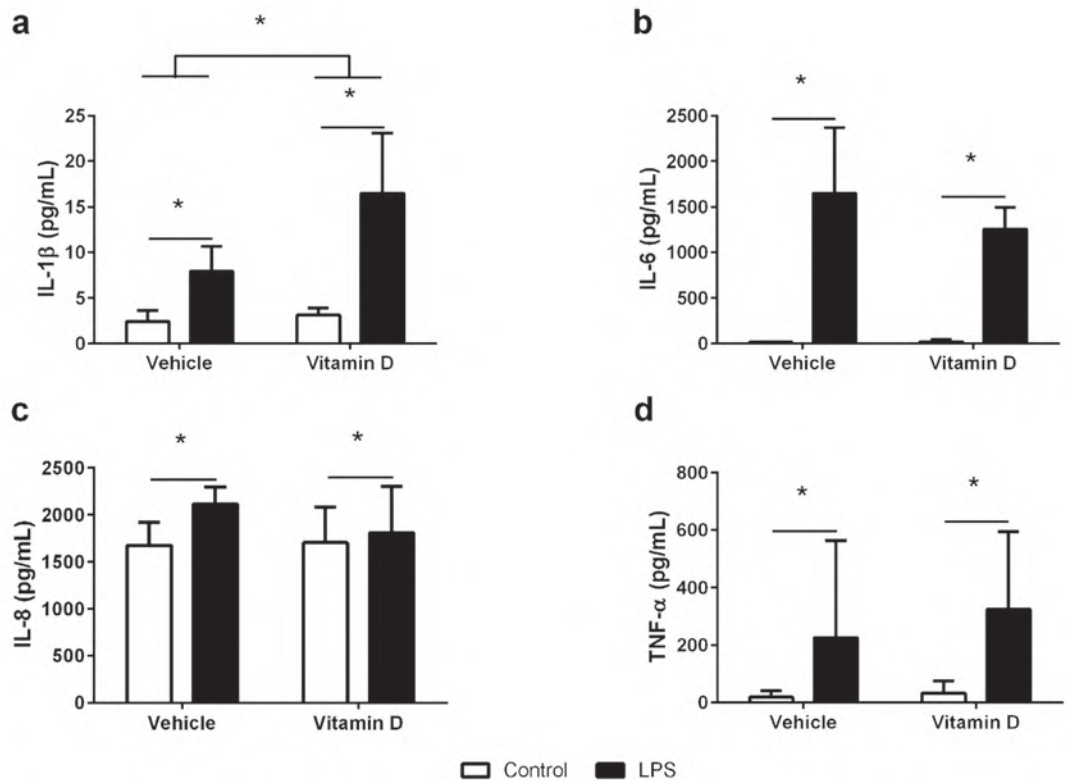 a
*
*
*
IL-1β (pg/mL)
25
20
15
10
5
0
Vehicle Vitamin D
b
*
*
IL-6 (pg/mL)
2500
2000
1500
1000
500
0
Vehicle Vitamin D
c
* *
IL-8 (pg/mL)
2500
2000
1500
1000
500
0
Vehicle Vitamin D
d
*
*
TNF-α (pg/mL)
800
600
400
200
0
Vehicle Vitamin D
Control LPS